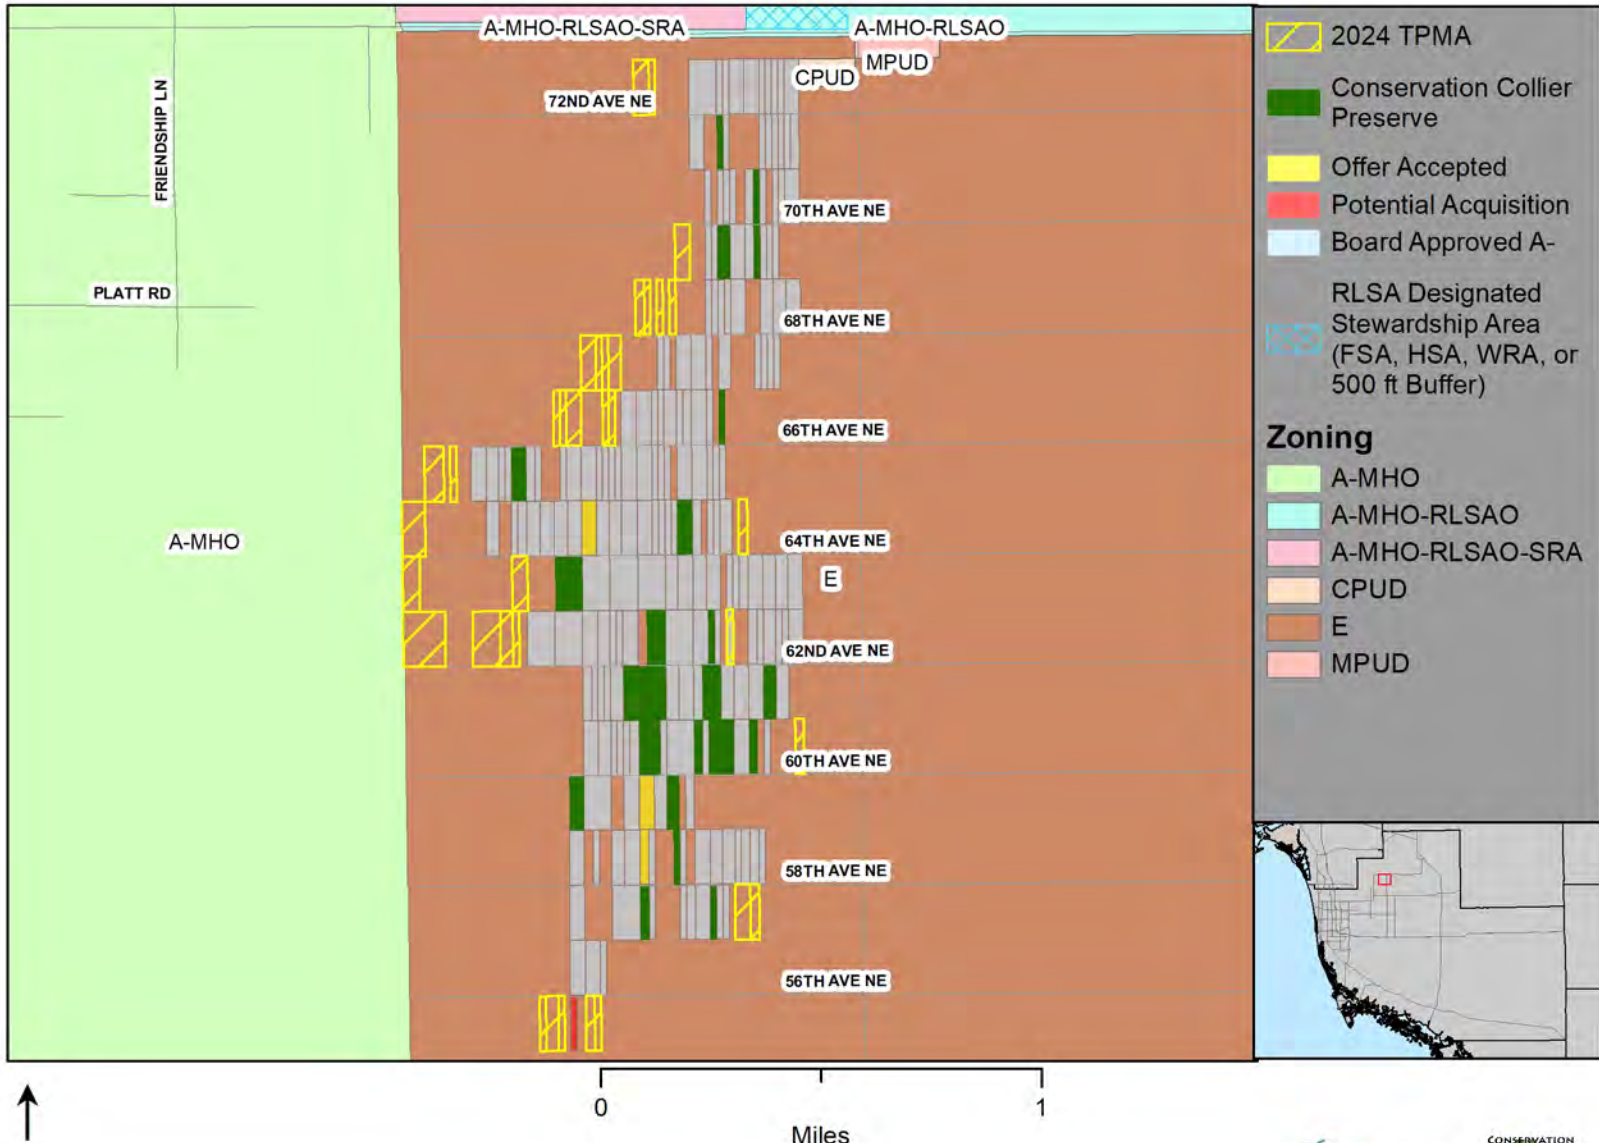 A-MHO-RLSAO-SRA
A-MHO-RLSAO
MPUD
CPUD
72ND AVE NE
FRIENDSHIP LN
70TH AVE NE
PLATT RD
68TH AVE NE
66TH AVE NE
A-MHO
64TH AVE NE
E
62ND AVE NE
60TH AVE NE
58TH AVE NE
56TH AVE NE
2024 TPMA
Conservation Collier
Preserve
Offer Accepted
Potential Acquisition
Board Approved A-
RLSA Designated
Stewardship Area
(FSA, HSA, WRA, or
500 ft Buffer)
Zoning
A-MHO
A-MHO-RLSAO
A-MHO-RLSAO-SRA
CPUD
E
MPUD
0
1
Miles
CONSERVATION